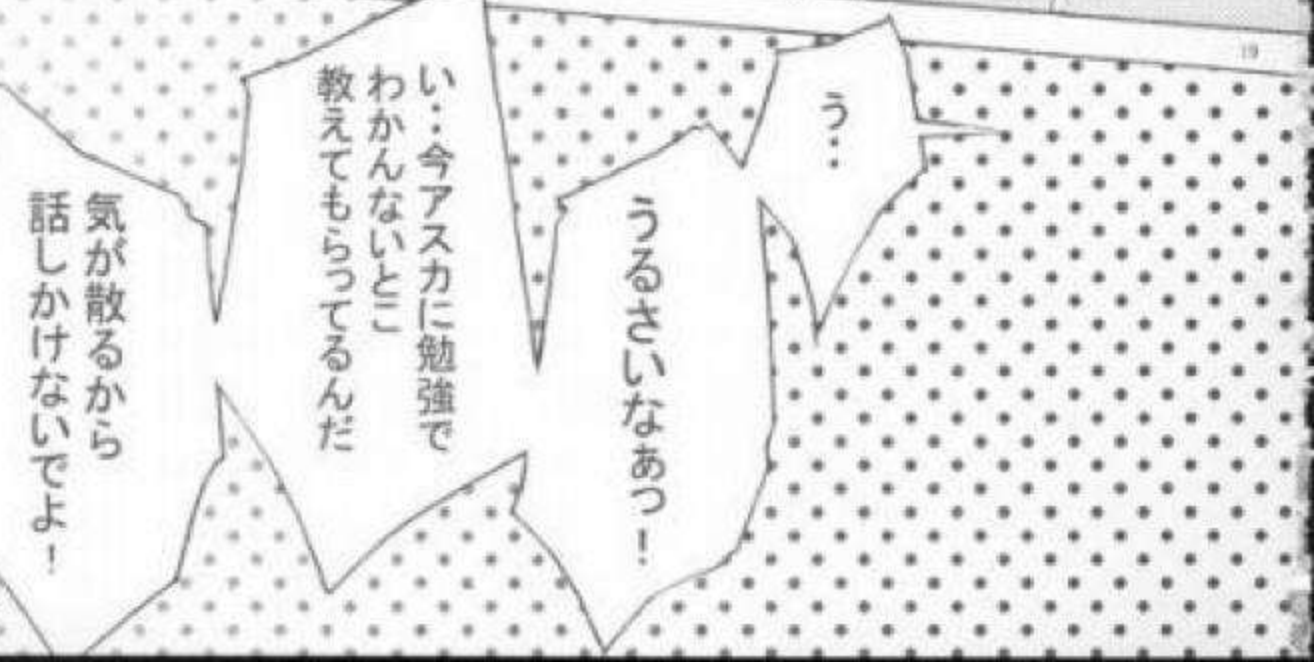 19
う・・
うるさいなぁっ！
い・・今アスカに勉強で
わかんないとこ
教えてもらってるんだ
気が散るから
話しかけないでよ！